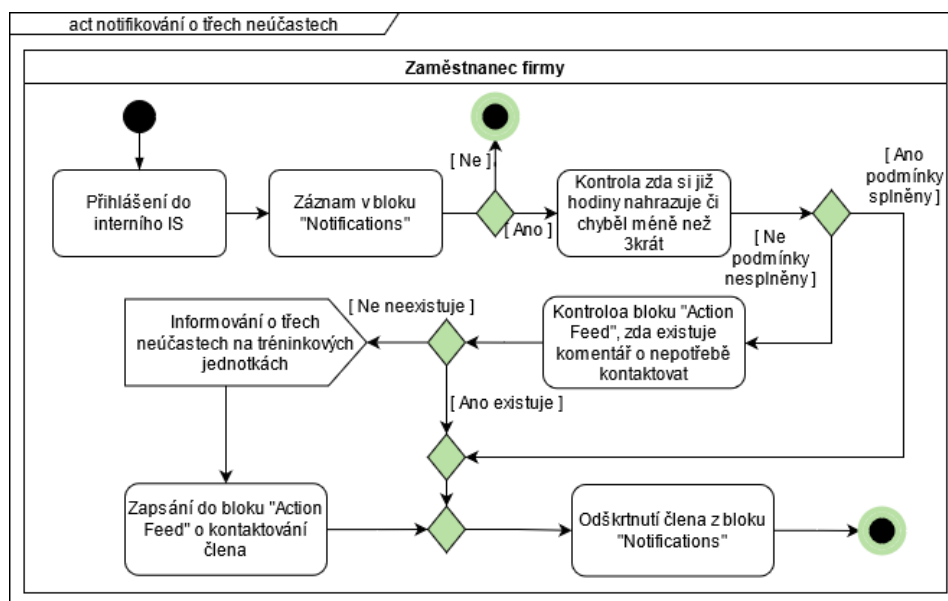 act notifikování o třech neúčastech
Zaměstnanec firmy
Přihlášení do
interního IS
Záznam v bloku
"Notifications"
[ Ne ]
[ Ano ]
Kontrola zda si již
hodiny nahrazuje či
chyběl méně než
3krát
[ Ano
podmínky
splněny ]
[ Ne
podmínky
nesplněny ]
Kontroloa bloku "Action
Feed", zda existuje
komentář o nepotřebě
kontaktovat
[ Ne neexistuje ]
[ Ano existuje ]
Informování o třech
neúčastech na tréninkových
jednotkách
Zapsání do bloku "Action
Feed" o kontaktování
člena
Odškrtnutí člena z bloku
"Notifications"